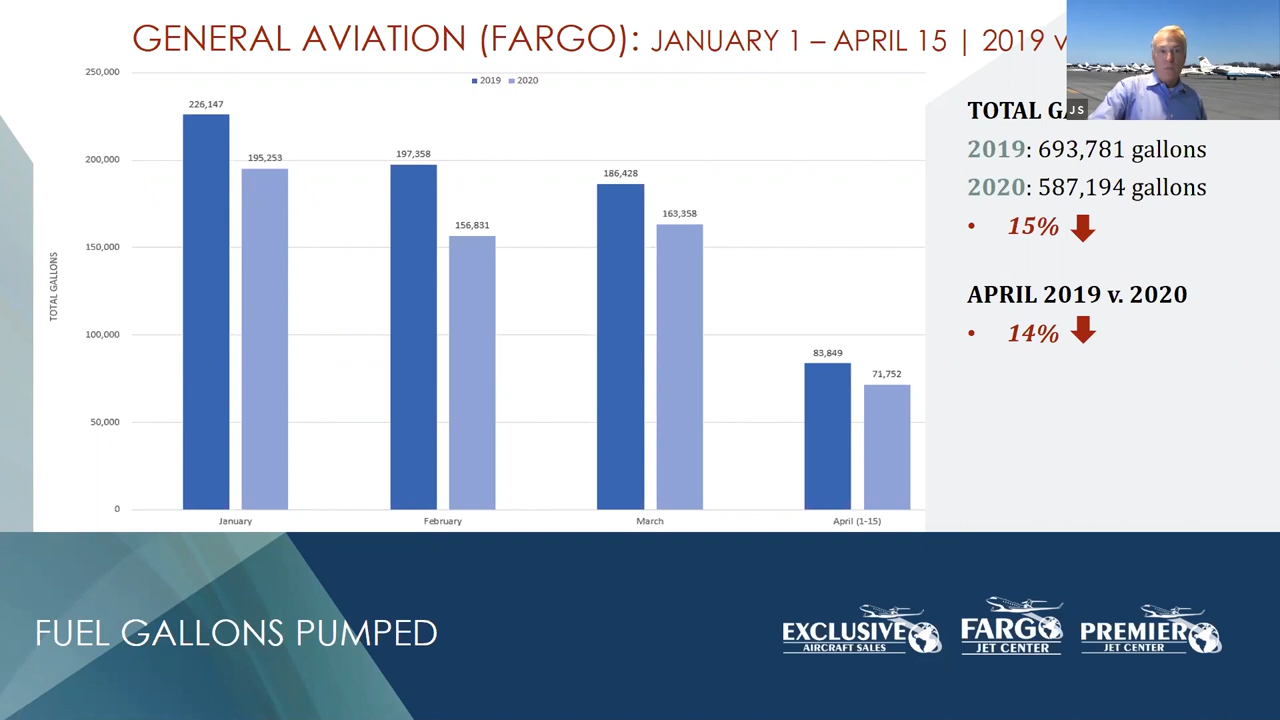 GENERAL AVIATION (FARGO): JANUARY 1 – APRIL 15 | 2019
250,000
2019
2020
226,147
200,000
195,253
197,358
186,428
163,358
156,831
150,000
TOTAL GALLONS
100,000
83,849
71,752
50,000
0
January
February
March
April (1-15)
JS
TOTAL
2019: 693,781 gallons
2020: 587,194 gallons
• 15%
APRIL 2019 v. 2020
• 14%
FUEL GALLONS PUMPED
EXCLUSIVE
AIRCRAFT SALES
FARGO
JET CENTER
PREMIER
JET CENTER